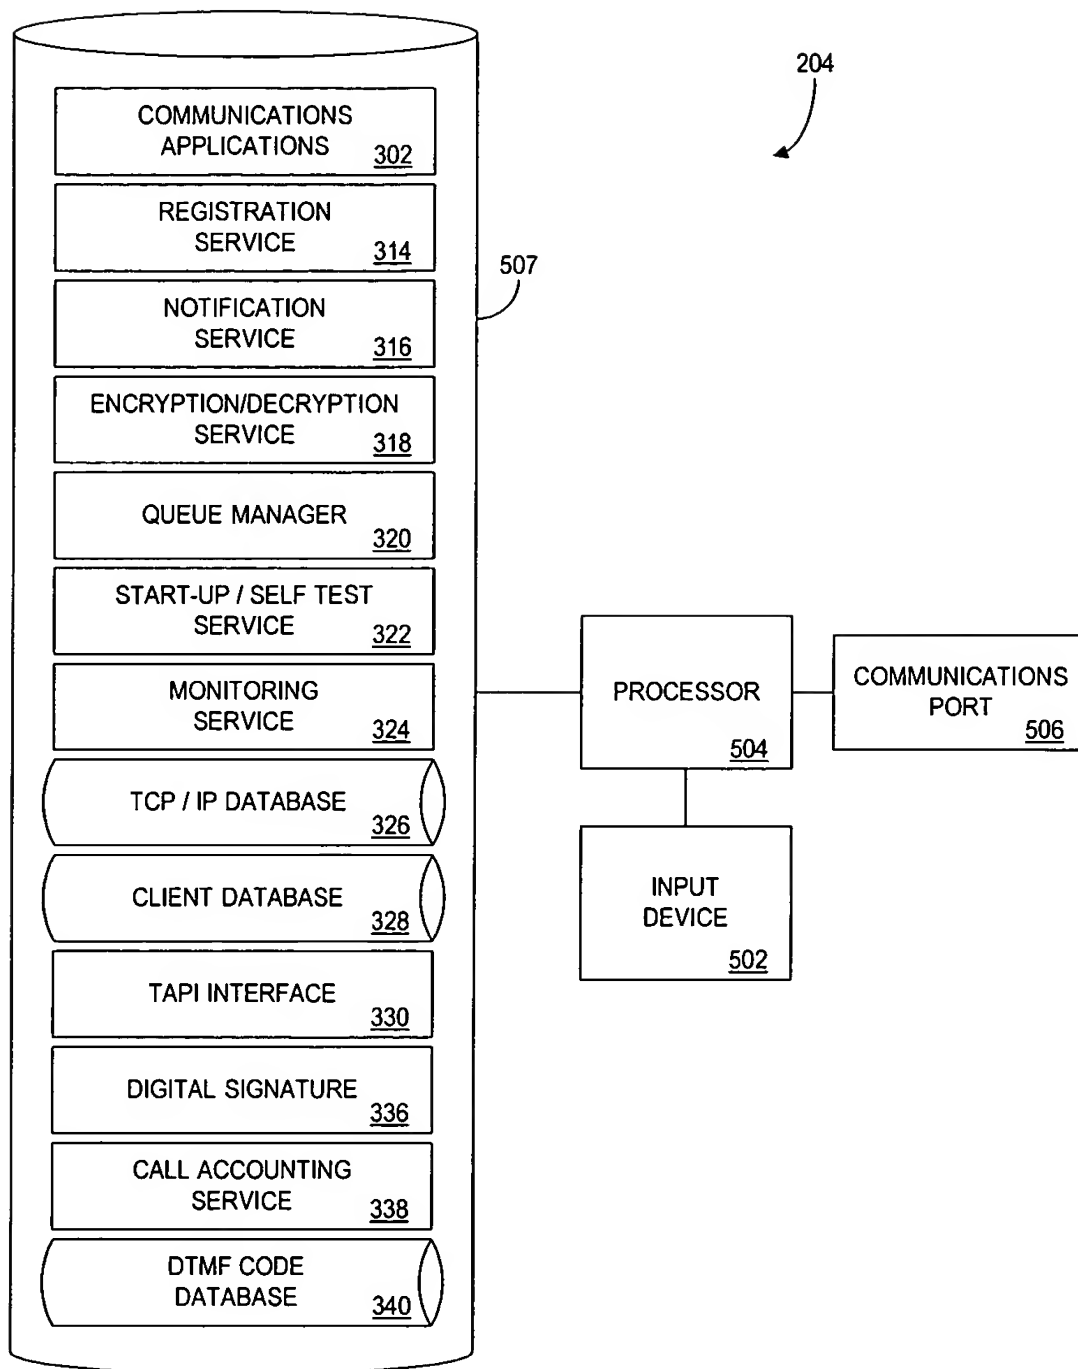 204
COMMUNICATIONS
APPLICATIONS 302
REGISTRATION
SERVICE 314
507
NOTIFICATION
SERVICE 316
ENCRYPTION/DECRYPTION
SERVICE 318
QUEUE MANAGER
320
START-UP / SELF TEST
SERVICE 322
MONITORING
SERVICE 324
TCP / IP DATABASE
326
CLIENT DATABASE
328
TAPI INTERFACE
330
DIGITAL SIGNATURE
336
CALL ACCOUNTING
SERVICE 338
DTMF CODE
DATABASE 340
PROCESSOR
504
COMMUNICATIONS
PORT
506
INPUT
DEVICE
502